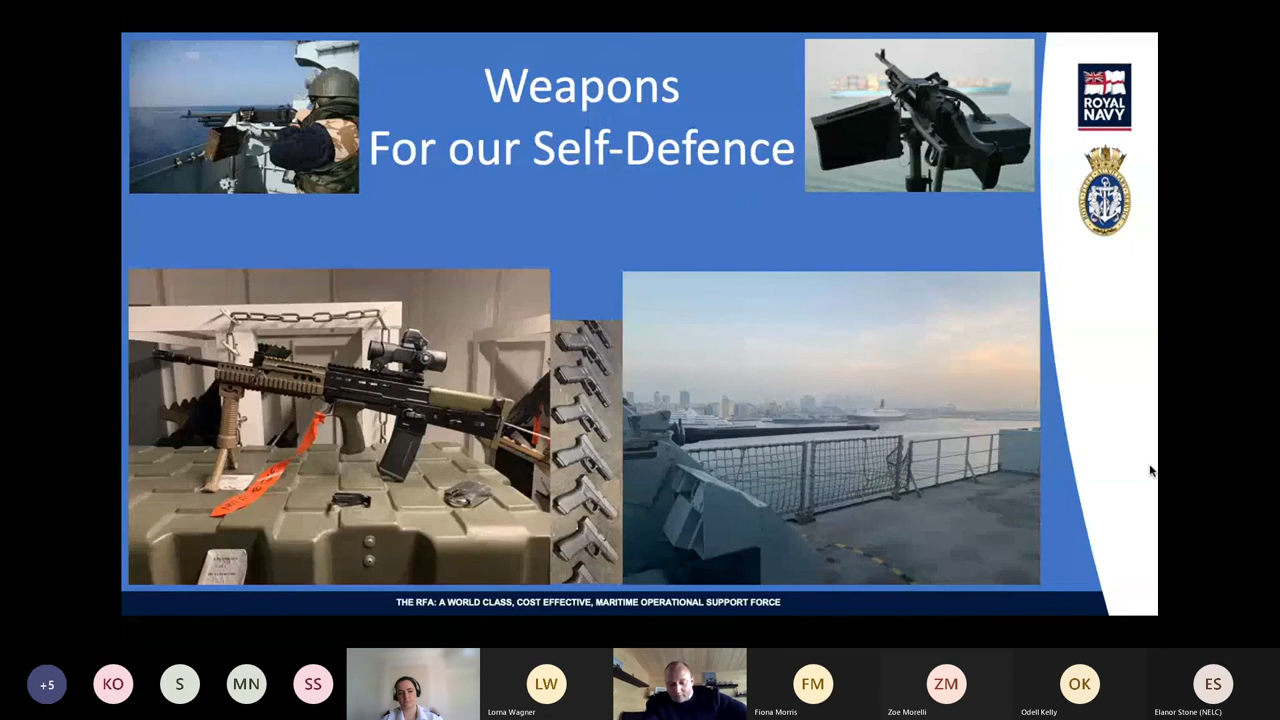 Weapons
For our Self-Defence
ROYAL
NAVY
THE RFA: A WORLD CLASS, COST EFFECTIVE, MARITIME OPERATIONAL SUPPORT FORCE
+5
KO
S
MN
SS
LW
FM
ZM
OK
ES
Lorna Wagner
Fiona Morris
Zoe Morelli
Odell Kelly
Elanor Stone (NELC)